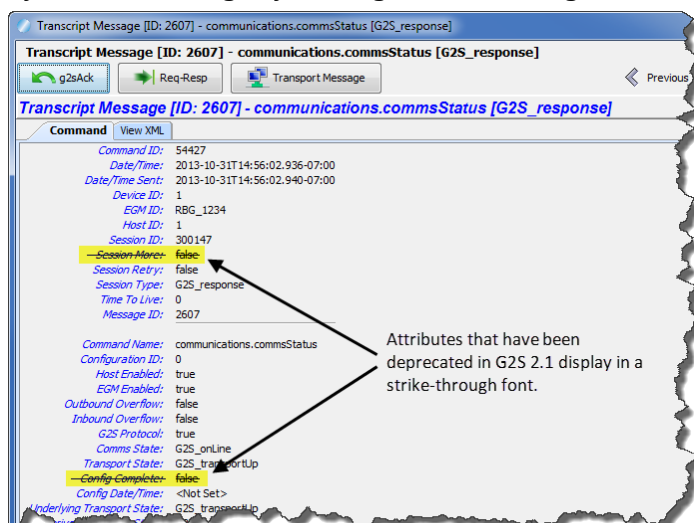 Transcript Message [ID: 2607] - communications.commsStatus [G2S_response]
Transcript Message [ID: 2607] - communications.commsStatus [G2S_response]
g2sAck Req-Resp Transport Message Previous
Transcript Message [ID: 2607] - communications.commsStatus [G2S_response]
Command View XML
Command ID: 54427
Date/Time: 2013-10-31T14:56:02.936-07:00
Date/Time Sent: 2013-10-31T14:56:02.940-07:00
Device ID: 1
EGM ID: RBG_1234
Host ID: 1
Session ID: 300147
Session More: false
Session Retry: false
Session Type: G2S_response
Time To Live: 0
Message ID: 2607
Command Name: communications.commsStatus
Configuration ID: 0
Host Enabled: true
EGM Enabled: true
Outbound Overflow: false
Inbound Overflow: false
G2S Protocol: true
Comms State: G2S_onLine
Transport State: G2S_transportUp
Config Complete: false
Config Date/Time: <Not Set>
Underlying Transport State: G2S_transportUp
Attributes that have been
deprecated in G2S 2.1 display in a
strike-through font.